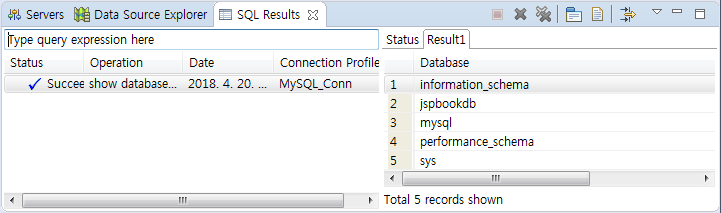 Servers Data Source Explorer SQL Results
Type query expression here
Status Operation Date Connection Profile
Succee show database... 2018. 4. 20. ... MySQL_Conn
Status Result1
Database
1 information_schema
2 jspbookdb
3 mysql
4 performance_schema
5 sys
Total 5 records shown